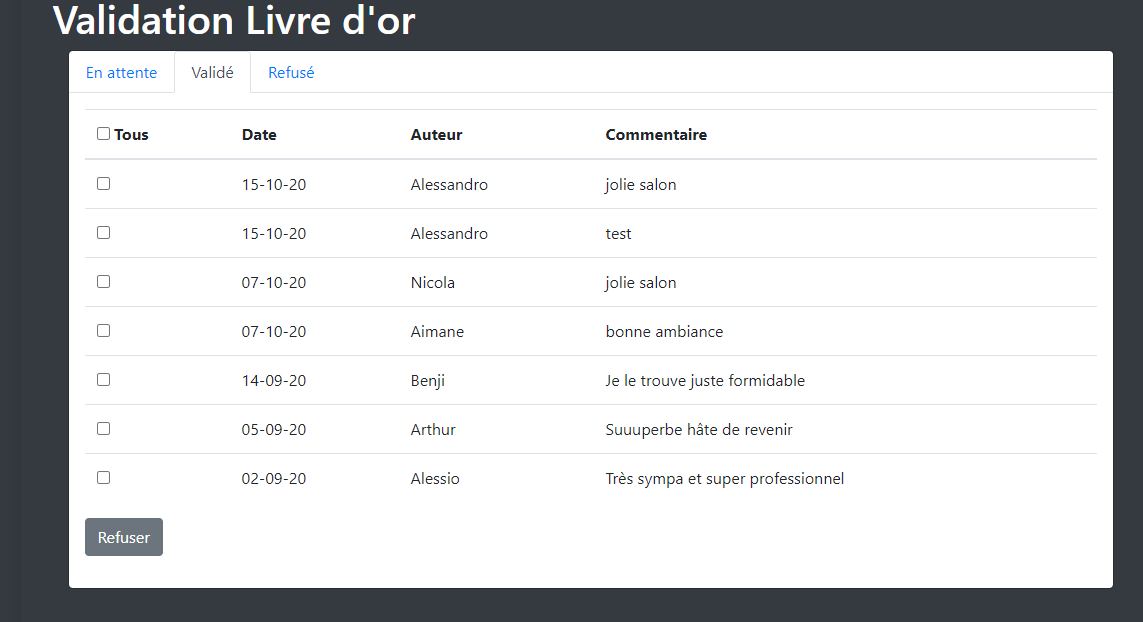 Validation Livre d'or
En attente Validé Refusé
Tous Date Auteur Commentaire
15-10-20 Alessandro jolie salon
15-10-20 Alessandro test
07-10-20 Nicola jolie salon
07-10-20 Aimane bonne ambiance
14-09-20 Benji Je le trouve juste formidable
05-09-20 Arthur Suuuperbe hâte de revenir
02-09-20 Alessio Très sympa et super professionnel
Refuser